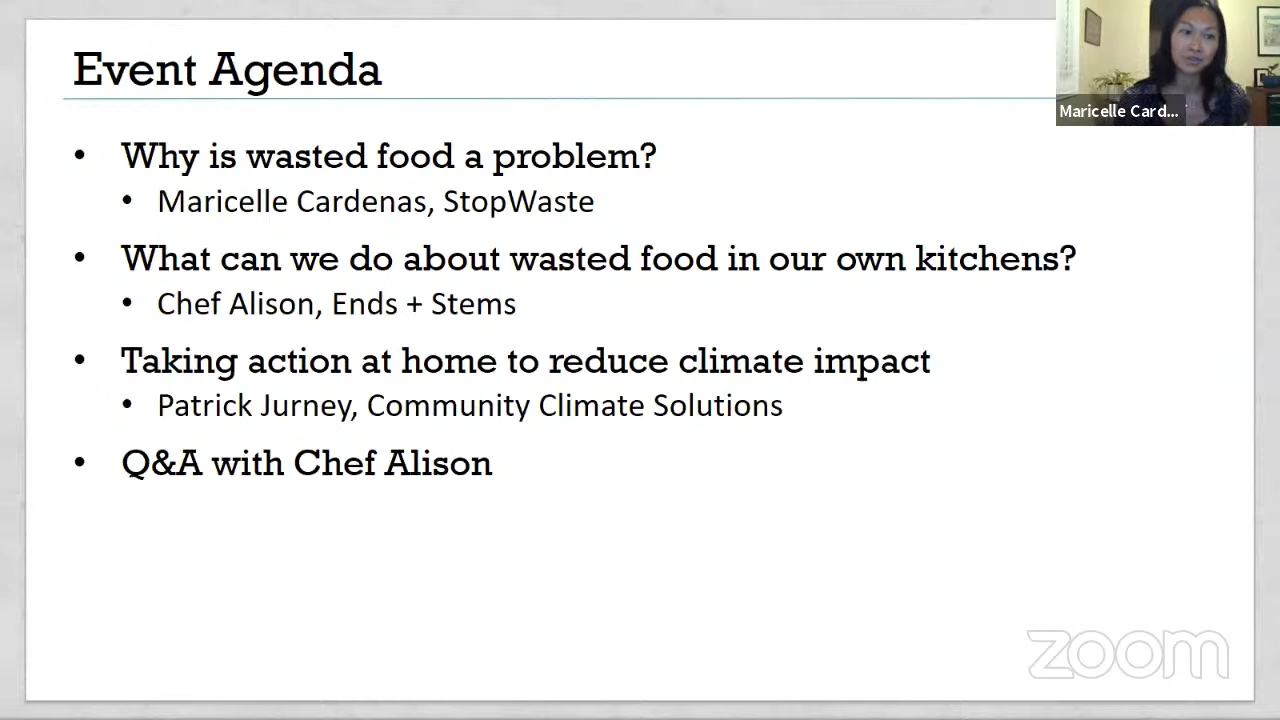 Event Agenda
Maricelle Card...
• Why is wasted food a problem?
• Maricelle Cardenas, StopWaste
• What can we do about wasted food in our own kitchens?
• Chef Alison, Ends + Stems
• Taking action at home to reduce climate impact
• Patrick Jurney, Community Climate Solutions
• Q&A with Chef Alison
zoom